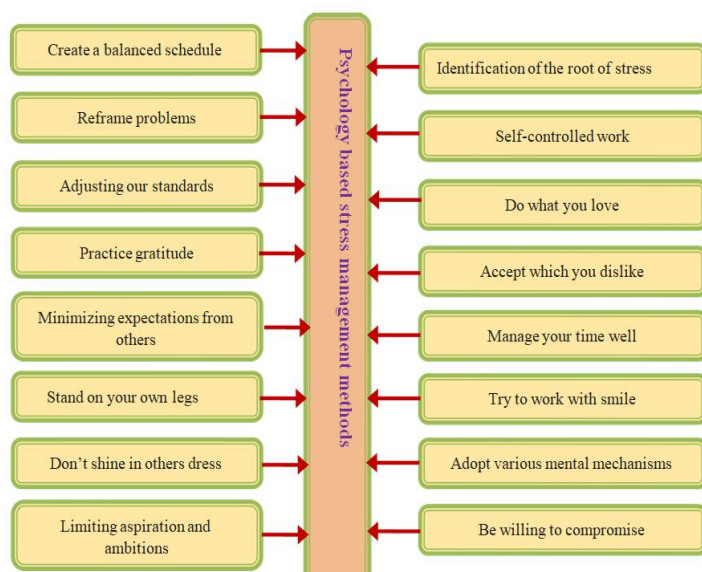 Create a balanced schedule
Reframe problems
Adjusting our standards
Practice gratitude
Minimizing expectations from
others
Stand on your own legs
Don't shine in others dress
Limiting aspiration and
ambitions
Psychology based stress management methods
Identification of the root of stress
Self-controlled work
Do what you love
Accept which you dislike
Manage your time well
Try to work with smile
Adopt various mental mechanisms
Be willing to compromise